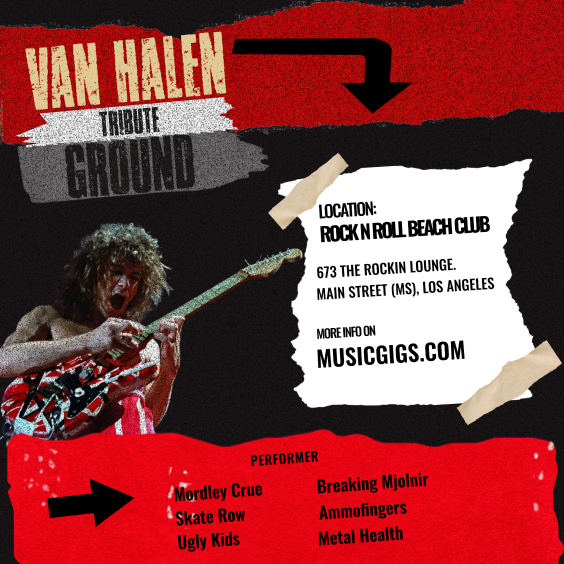 VAN HALEN
TRIBUTE
GROUND
LOCATION:
ROCK N ROLL BEACH CLUB
673 THE ROCKIN LOUNGE.
MAIN STREET (MS), LOS ANGELES
MORE INFO ON
MUSICGIGS.COM
PERFORMER
Mordley Crue
Skate Row
Ugly Kids
Breaking Mjolnir
Ammofingers
Metal Health